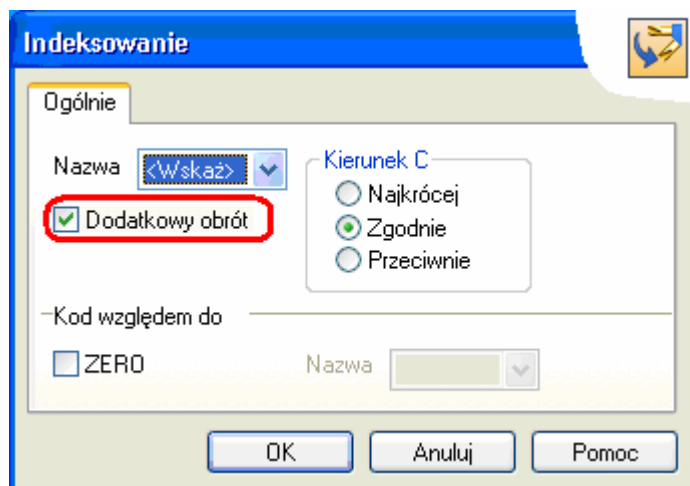 Indeksowanie
Ogólnie
Nazwa <Wskaż>
Dodatkowy obrót
Kierunek C
Najkrócej
Zgodnie
Przeciwnie
Kod względem do
ZERO Nazwa
OK Anuluj Pomoc